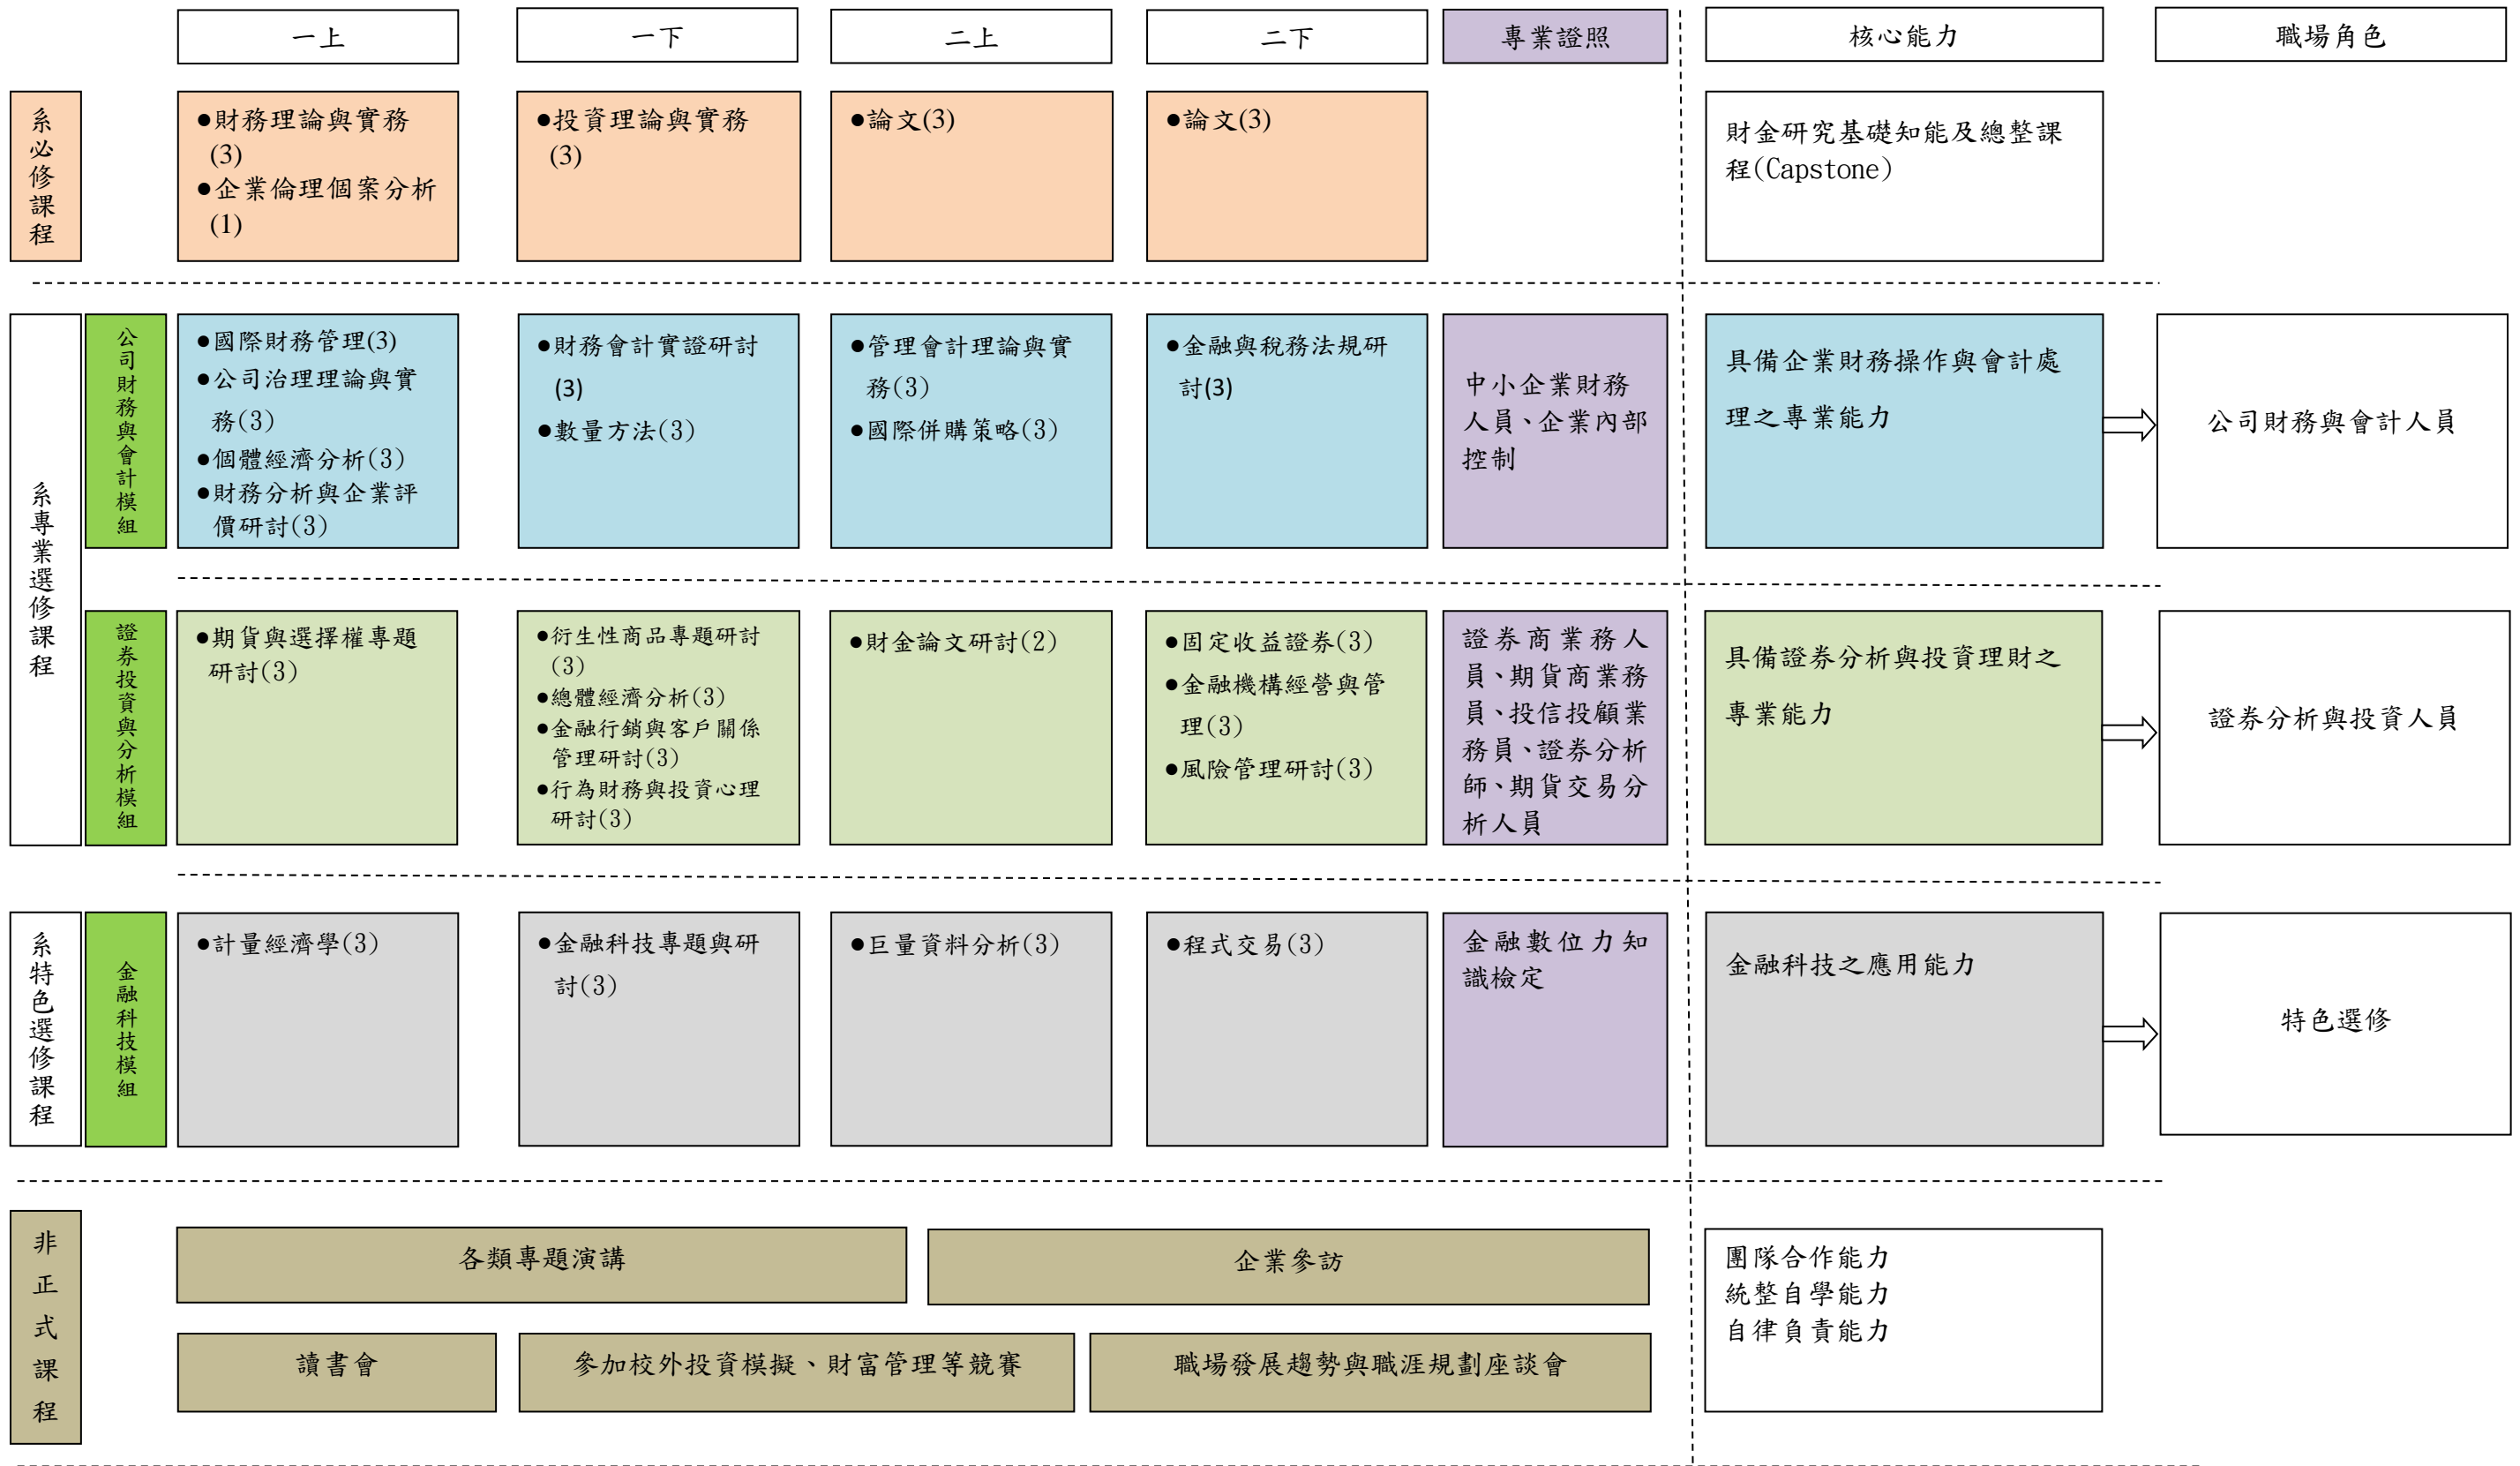 一上
一下
二上
二下
專業證照
核心能力
職場角色
系必修課程
●財務理論與實務
(3)
●企業倫理個案分析
(1)
●投資理論與實務
(3)
●論文(3)
●論文(3)
財金研究基礎知能及總整課
程(Capstone)
系專業選修課程
公司財務與會計模組
●國際財務管理(3)
●公司治理理論與實
務(3)
●個體經濟分析(3)
●財務分析與企業評
價研討(3)
●財務會計實證研討
(3)
●數量方法(3)
●管理會計理論與實
務(3)
●國際併購策略(3)
●金融與稅務法規研
討(3)
中小企業財務
人員、企業內部
控制
具備企業財務操作與會計處
理之專業能力
公司財務與會計人員
證券投資與分析模組
●期貨與選擇權專題
研討(3)
●衍生性商品專題研討
(3)
●總體經濟分析(3)
●金融行銷與客戶關係
管理研討(3)
●行為財務與投資心理
研討(3)
●財金論文研討(2)
●固定收益證券(3)
●金融機構經營與管
理(3)
●風險管理研討(3)
證券商業務人
員、期貨商業務
員、投信投顧業
務員、證券分析
師、期貨交易分
析人員
具備證券分析與投資理財之
專業能力
證券分析與投資人員
系特色選修課程
金融科技模組
●計量經濟學(3)
●金融科技專題與研
討(3)
●巨量資料分析(3)
●程式交易(3)
金融數位力知
識檢定
金融科技之應用能力
特色選修
非正式課程
各類專題演講
企業參訪
讀書會
參加校外投資模擬、財富管理等競賽
職場發展趨勢與職涯規劃座談會
團隊合作能力
統整自學能力
自律負責能力